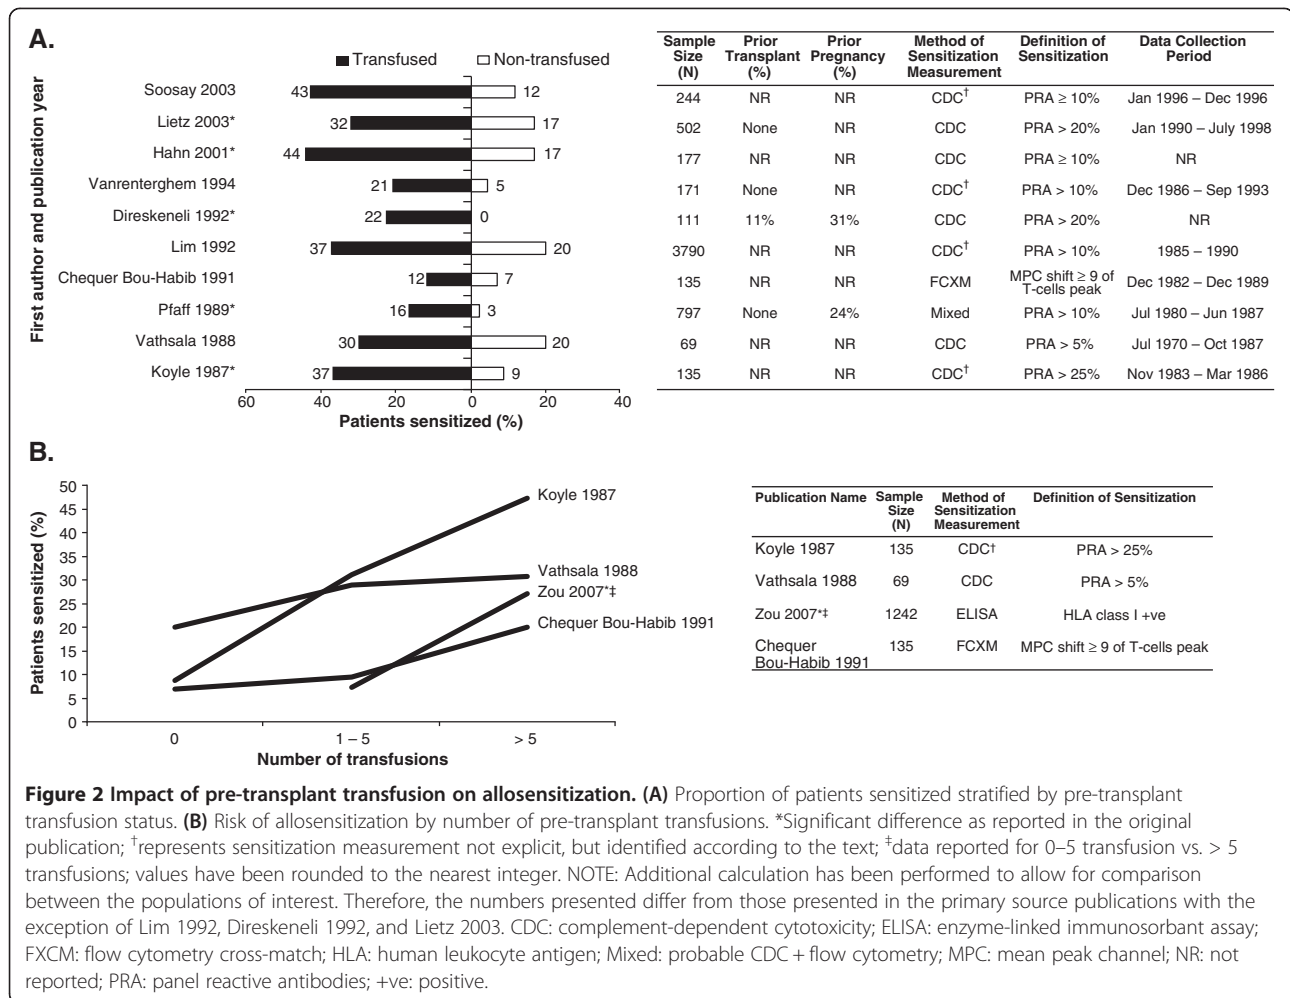 A.
Transfused Non-transfused
First author and publication year
Soosay 2003 43 12
Lietz 2003* 32 17
Hahn 2001* 44 17
Vanrenterghem 1994 21 5
Direskeneli 1992* 22 0
Lim 1992 37 20
Chequer Bou-Habib 1991 12 7
Pfaff 1989* 16 3
Vathsala 1988 30 20
Koyle 1987* 37 9
60 40 20 0 20 40
Patients sensitized (%)
Sample Prior Prior Method of Definition of Data Collection
Size Transplant Pregnancy Sensitization Sensitization Period
(N) (%) (%) Measurement
244 NR NR CDC† PRA ≥ 10% Jan 1996 – Dec 1996
502 None NR CDC PRA > 20% Jan 1990 – July 1998
177 NR NR CDC PRA ≥ 10% NR
171 None NR CDC† PRA > 10% Dec 1986 – Sep 1993
111 11% 31% CDC PRA > 20% NR
3790 NR NR CDC† PRA > 10% 1985 – 1990
135 NR NR FCXM MPC shift ≥ 9 of T-cells peak Dec 1982 – Dec 1989
797 None 24% Mixed PRA > 10% Jul 1980 – Jun 1987
69 NR NR CDC PRA > 5% Jul 1970 – Oct 1987
135 NR NR CDC† PRA > 25% Nov 1983 – Mar 1986
B.
Patients sensitized (%)
50
45
40
35
30
25
20
15
10
5
0
Koyle 1987
Vathsala 1988
Zou 2007*‡
Chequer Bou-Habib 1991
0 1 – 5 > 5
Number of transfusions
Publication Name Sample Method of Definition of Sensitization
Size Sensitization
(N) Measurement
Koyle 1987 135 CDC† PRA > 25%
Vathsala 1988 69 CDC PRA > 5%
Zou 2007*‡ 1242 ELISA HLA class I +ve
Chequer 135 FCXM MPC shift ≥ 9 of T-cells peak
Bou-Habib 1991
Figure 2 Impact of pre-transplant transfusion on allosensitization. (A) Proportion of patients sensitized stratified by pre-transplant
transfusion status. (B) Risk of allosensitization by number of pre-transplant transfusions. *Significant difference as reported in the original
publication; †represents sensitization measurement not explicit, but identified according to the text; ‡data reported for 0–5 transfusion vs. > 5
transfusions; values have been rounded to the nearest integer. NOTE: Additional calculation has been performed to allow for comparison
between the populations of interest. Therefore, the numbers presented differ from those presented in the primary source publications with the
exception of Lim 1992, Direskeneli 1992, and Lietz 2003. CDC: complement-dependent cytotoxicity; ELISA: enzyme-linked immunosorbant assay;
FXCM: flow cytometry cross-match; HLA: human leukocyte antigen; Mixed: probable CDC + flow cytometry; MPC: mean peak channel; NR: not
reported; PRA: panel reactive antibodies; +ve: positive.